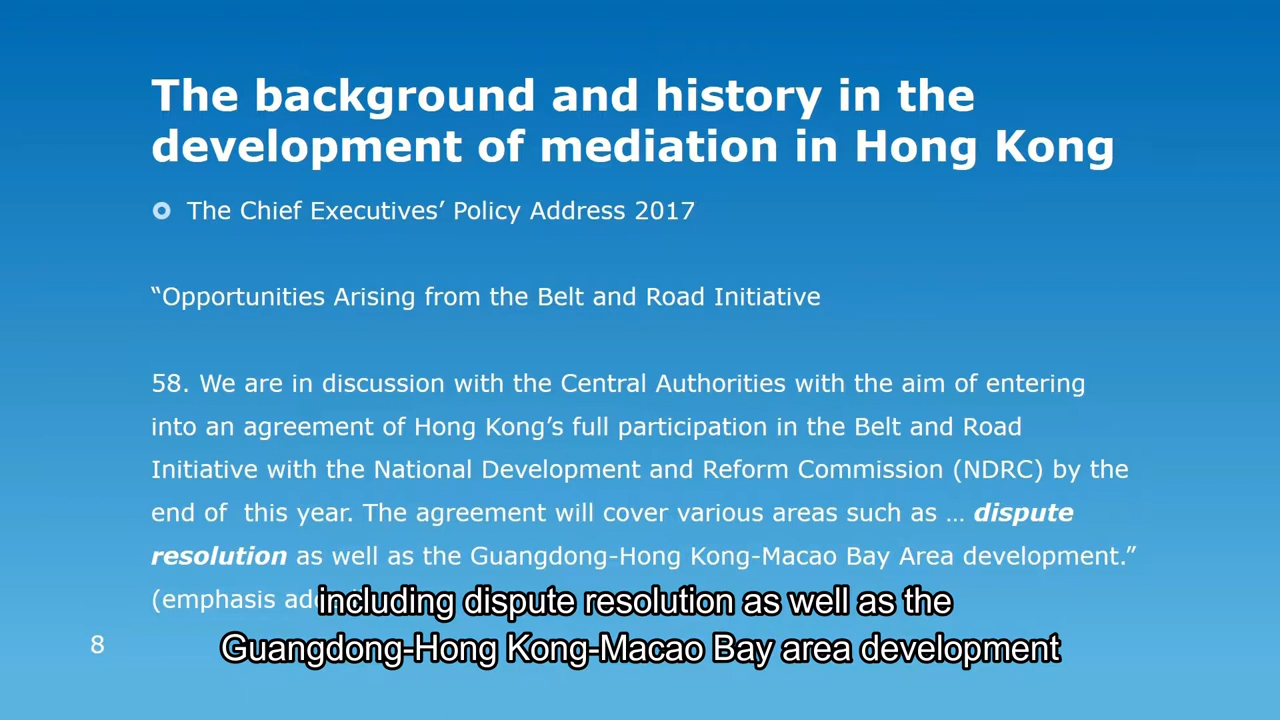 The background and history in the
development of mediation in Hong Kong
The Chief Executives’ Policy Address 2017
“Opportunities Arising from the Belt and Road Initiative
58. We are in discussion with the Central Authorities with the aim of entering
into an agreement of Hong Kong’s full participation in the Belt and Road
Initiative with the National Development and Reform Commission (NDRC) by the
end of  this year. The agreement will cover various areas such as … dispute
resolution as well as the Guangdong-Hong Kong-Macao Bay Area development.”
(emphasis
including dispute resolution as well as the
8
Guangdong-Hong Kong-Macao Bay area development